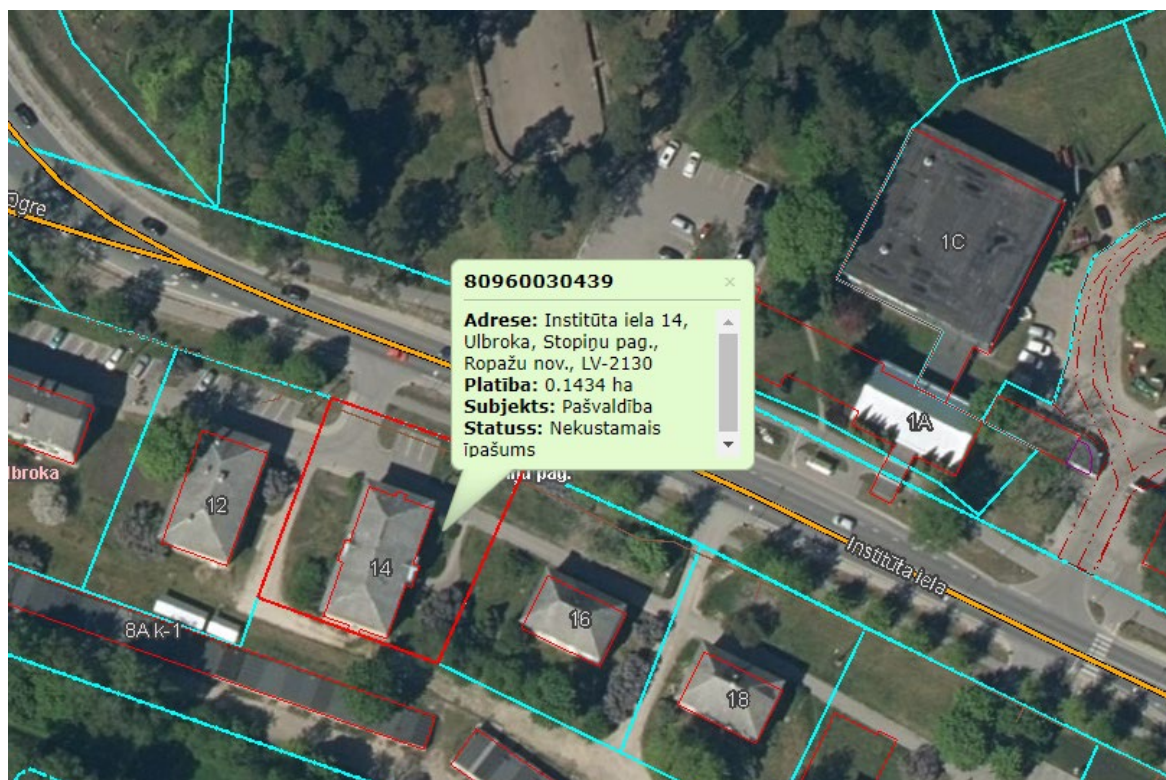 Ogre
1C
80960030439
×
Adrese: Institūta iela 14,
Ulbroka, Stopiņu pag.,
Ropažu nov., LV-2130
Platība: 0.1434 ha
Subjekts: Pašvaldība
Statuss: Nekustamais
īpašums
1A
lbroka
pag.
12
14
Institūta iela
16
8A k-1
18